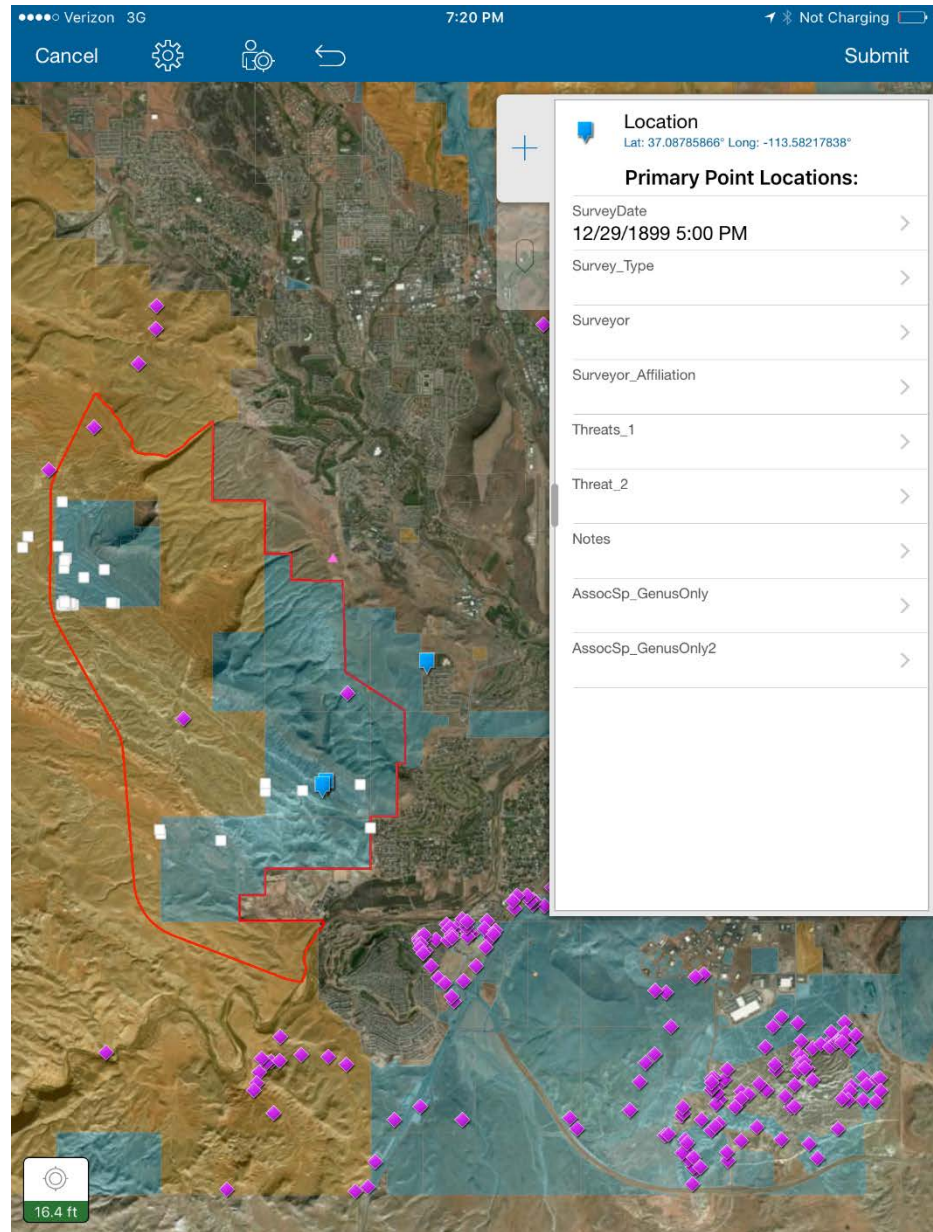 Verizon 3G 7:20 PM Not Charging
Cancel Submit
Location
Lat: 37.08785866° Long: -113.58217838°
Primary Point Locations:
SurveyDate
12/29/1899 5:00 PM
Survey_Type
Surveyor
Surveyor_Affiliation
Threats_1
Threat_2
Notes
AssocSp_GenusOnly
AssocSp_GenusOnly2
16.4 ft